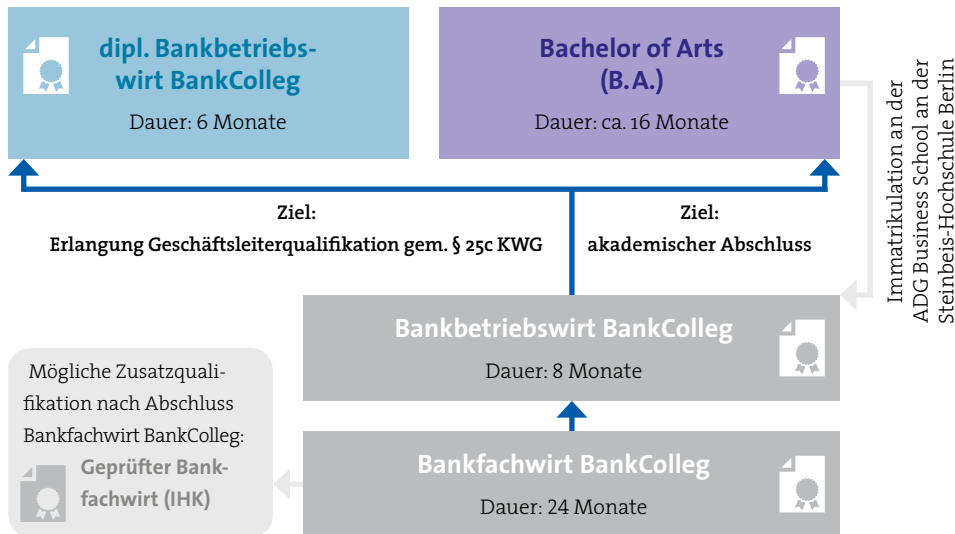 dipl. Bankbetriebs-
wirt BankColleg
Dauer: 6 Monate
Bachelor of Arts
(B.A.)
Dauer: ca. 16 Monate
Immatrikulation an der
ADG Business School an der
Steinbeis-Hochschule Berlin
Ziel:
Erlangung Geschäftsleiterqualifikation gem. § 25c KWG
Ziel:
akademischer Abschluss
Bankbetriebswirt BankColleg
Dauer: 8 Monate
Mögliche Zusatzquali-
fikation nach Abschluss
Bankfachwirt BankColleg:
Geprüfter Bank-
fachwirt (IHK)
Bankfachwirt BankColleg
Dauer: 24 Monate